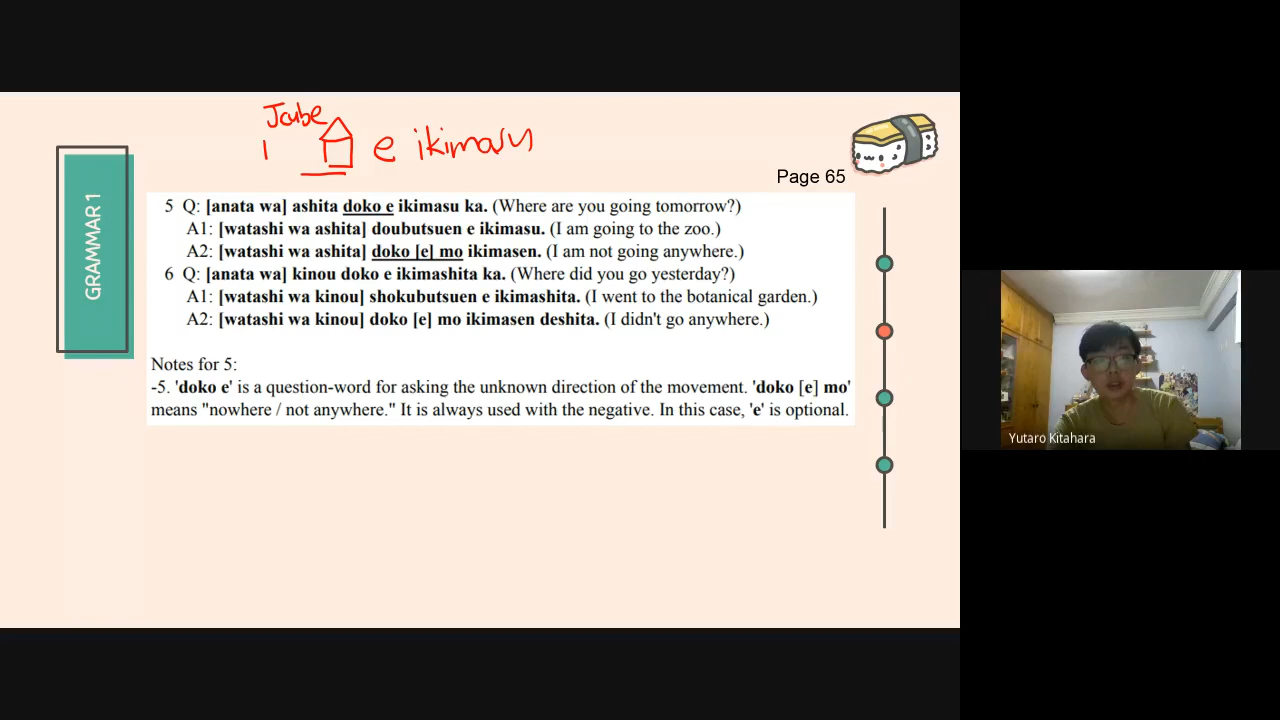 Jcube
e ikimasu
Page 65
GRAMMAR 1
5 Q: [anata wa] ashita doko e ikimasu ka. (Where are you going tomorrow?)
A1: [watashi wa ashita] doubutsuen e ikimasu. (I am going to the zoo.)
A2: [watashi wa ashita] doko [e] mo ikimasen. (I am not going anywhere.)
6 Q: [anata wa] kinou doko e ikimashita ka. (Where did you go yesterday?)
A1: [watashi wa kinou] shokubutsuen e ikimashita. (I went to the botanical garden.)
A2: [watashi wa kinou] doko [e] mo ikimasen deshita. (I didn't go anywhere.)
Notes for 5:
-5. 'doko e' is a question-word for asking the unknown direction of the movement. 'doko [e] mo'
means "nowhere / not anywhere." It is always used with the negative. In this case, 'e' is optional.
Yutaro Kitahara